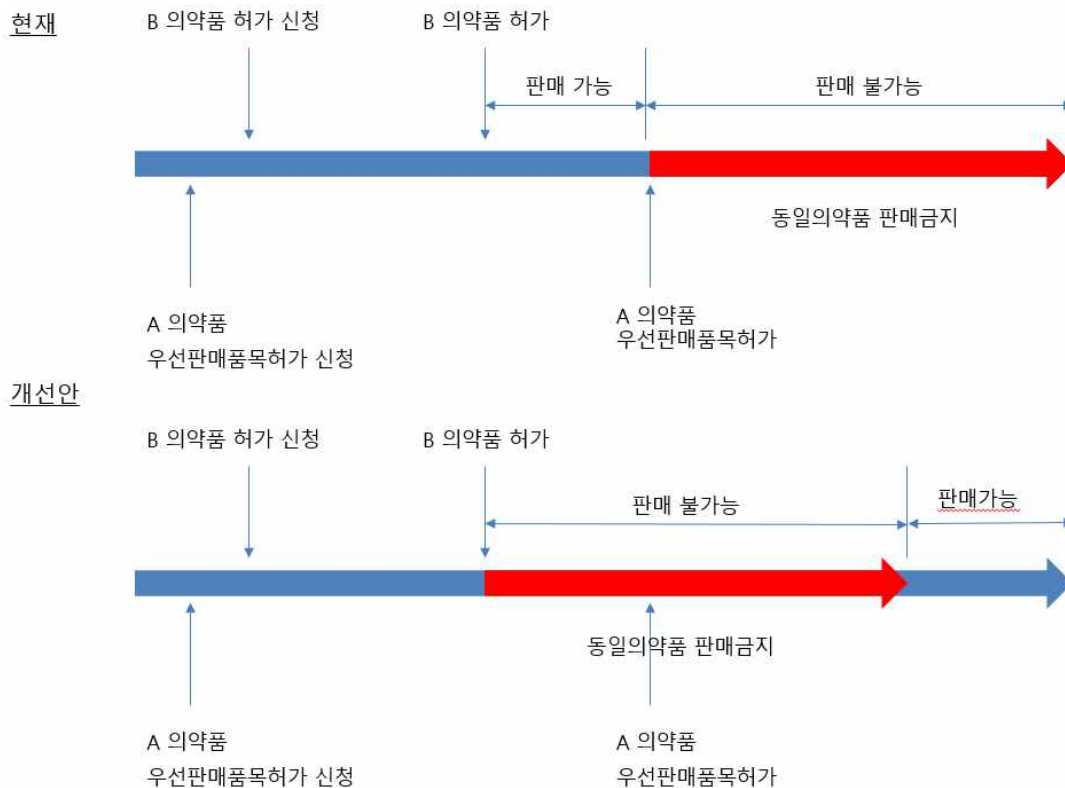 현재
B 의약품 허가 신청
B 의약품 허가
판매 가능
판매 불가능
동일의약품 판매금지
A 의약품
우선판매품목허가 신청
A 의약품
우선판매품목허가
개선안
B 의약품 허가 신청
B 의약품 허가
판매 불가능
판매가능
동일의약품 판매금지
A 의약품
우선판매품목허가 신청
A 의약품
우선판매품목허가